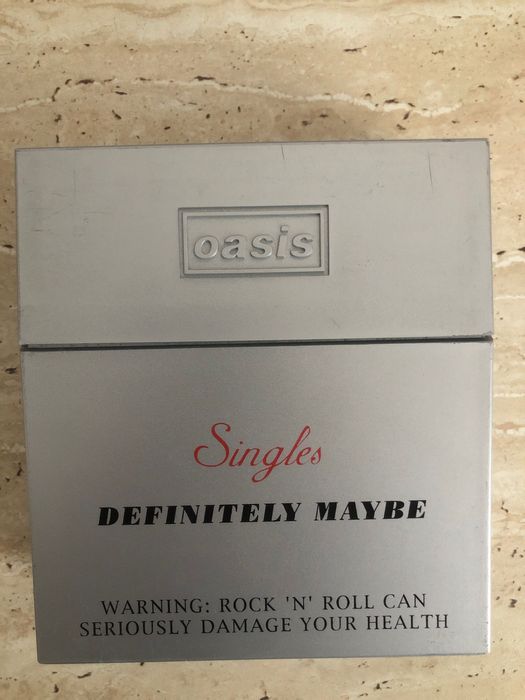 oasis
Singles
DEFINITELY MAYBE
WARNING: ROCK 'N' ROLL CAN
SERIOUSLY DAMAGE YOUR HEALTH